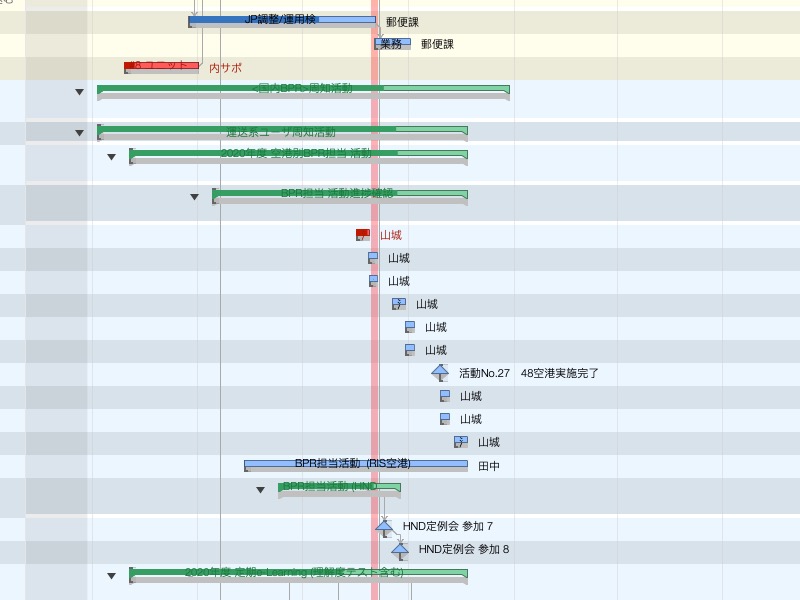 JP調整/運用検
郵便課
業務
郵便課
ユニット
内サポ
<国内BPR>周知活動
運送系ユーザ周知活動
2020年度 空港別BPR担当 活動
BPR担当 活動進捗確認
山城
山城
山城
山城
山城
山城
活動No.27　48空港実施完了
山城
山城
山城
BPR担当活動 (RIS空港)
田中
BPR担当活動 (HND
HND定例会 参加 7
HND定例会 参加 8
2020年度 定期e-Learning (理解度テスト含む)